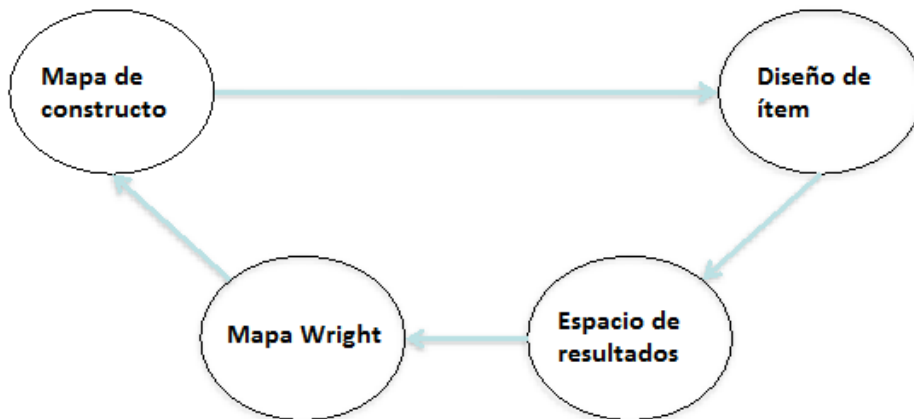 Mapa de
constructo
Diseño de
ítem
Mapa Wright
Espacio de
resultados